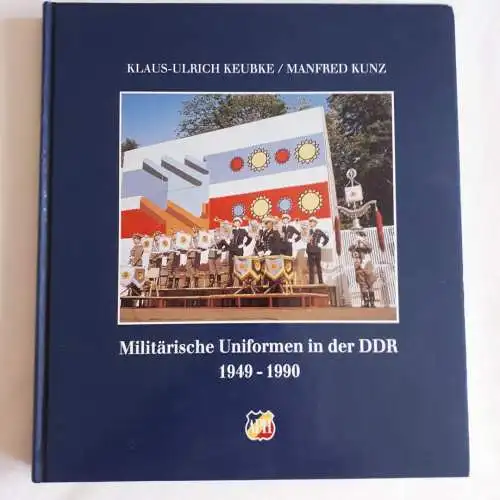 KLAUS-ULRICH KEUBKE / MANFRED KUNZ
Militärische Uniformen in der DDR
1949 - 1990